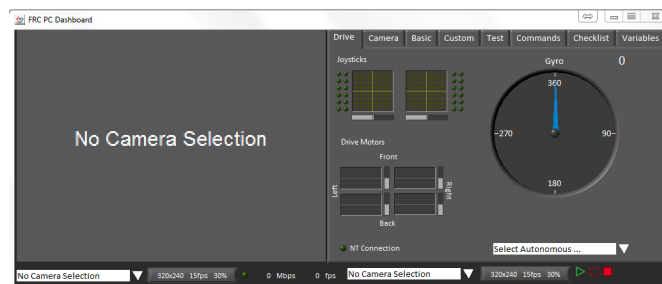 FRC PC Dashboard
Drive Camera Basic Custom Test Commands Checklist Variables
Joysticks
Gyro 0
360
No Camera Selection
-270 90-
Drive Motors
Front
180
Left
Right
Back
NT Connection
Select Autonomous ...
No Camera Selection 320x240 15fps 30% 0 Mbps 0 fps No Camera Selection 320x240 15fps 30%